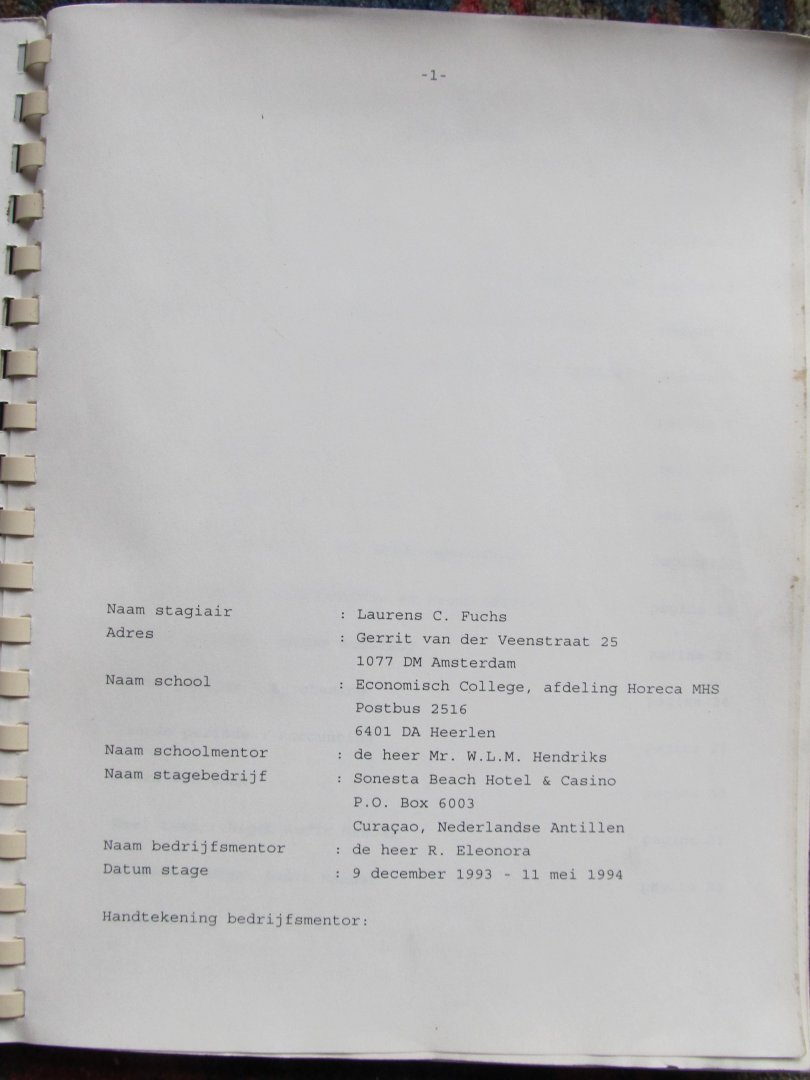 -1-
Naam stagiair : Laurens C. Fuchs
Adres : Gerrit van der Veenstraat 25
1077 DM Amsterdam
Naam school : Economisch College, afdeling Horeca MHS
Postbus 2516
6401 DA Heerlen
Naam schoolmentor : de heer Mr. W.L.M. Hendriks
Naam stagebedrijf : Sonesta Beach Hotel & Casino
P.O. Box 6003
Curaçao, Nederlandse Antillen
Naam bedrijfsmentor : de heer R. Eleonora
Datum stage : 9 december 1993 - 11 mei 1994
Handtekening bedrijfsmentor: